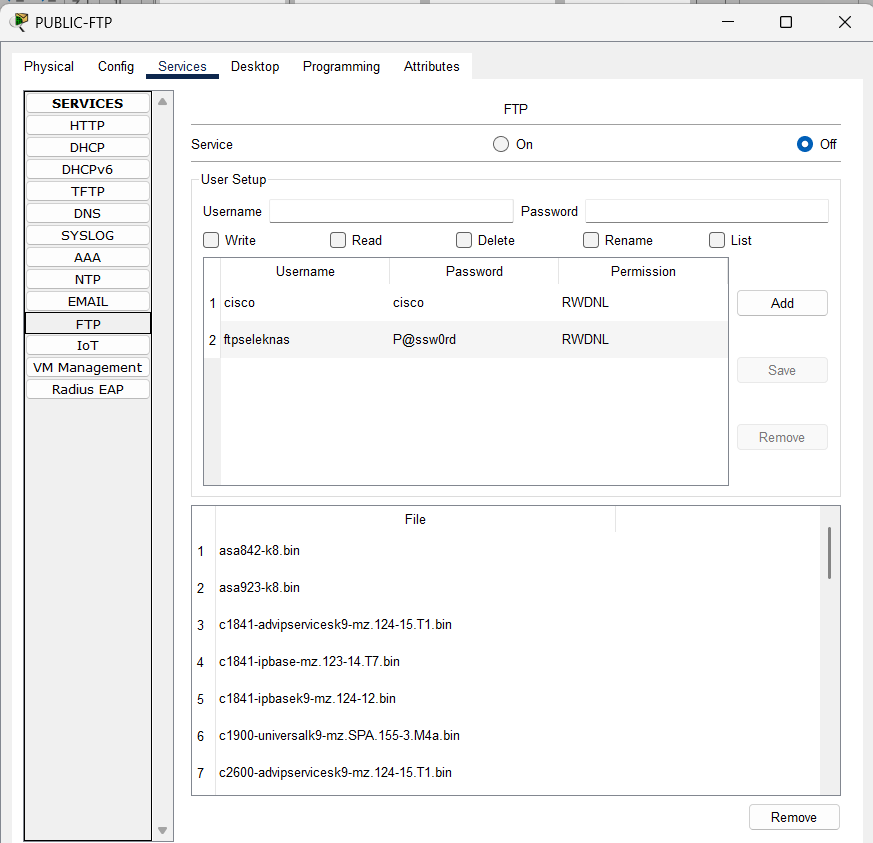 PUBLIC-FTP
Physical Config Services Desktop Programming Attributes
SERVICES
HTTP
DHCP
DHCPv6
TFTP
DNS
SYSLOG
AAA
NTP
EMAIL
FTP
IoT
VM Management
Radius EAP
FTP
Service On Off
User Setup
Username Password
Write Read Delete Rename List
Username Password Permission
1 cisco cisco RWDNL
2 ftpseleknas P@ssw0rd RWDNL
Add
Save
Remove
File
1 asa842-k8.bin
2 asa923-k8.bin
3 c1841-advipservicesk9-mz.124-15.T1.bin
4 c1841-ipbase-mz.123-14.T7.bin
5 c1841-ipbasek9-mz.124-12.bin
6 c1900-universalk9-mz.SPA.155-3.M4a.bin
7 c2600-advipservicesk9-mz.124-15.T1.bin
Remove